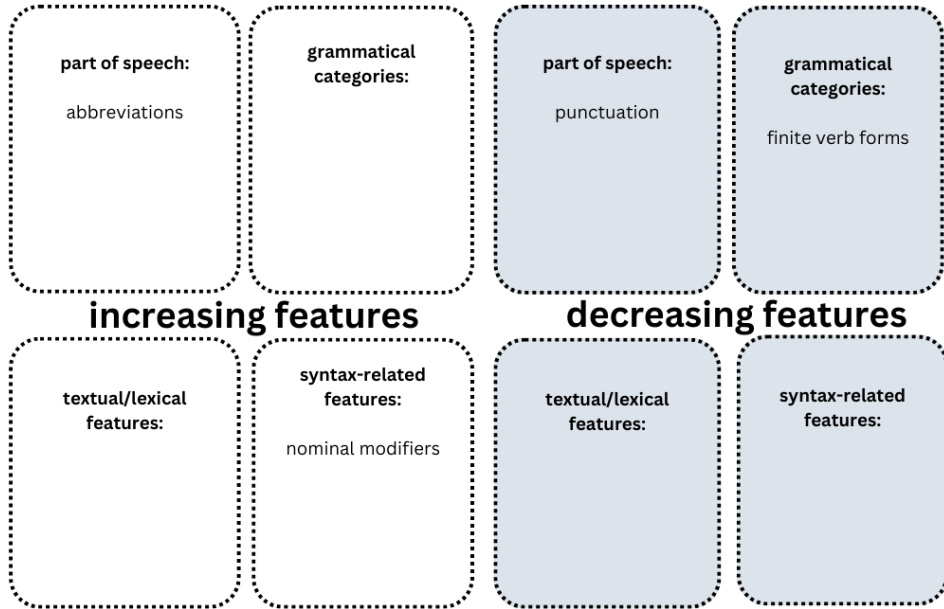 part of speech:
abbreviations
grammatical
categories:
part of speech:
punctuation
grammatical
categories:
finite verb forms
increasing features
decreasing features
textual/lexical
features:
syntax-related
features:
nominal modifiers
textual/lexical
features:
syntax-related
features: